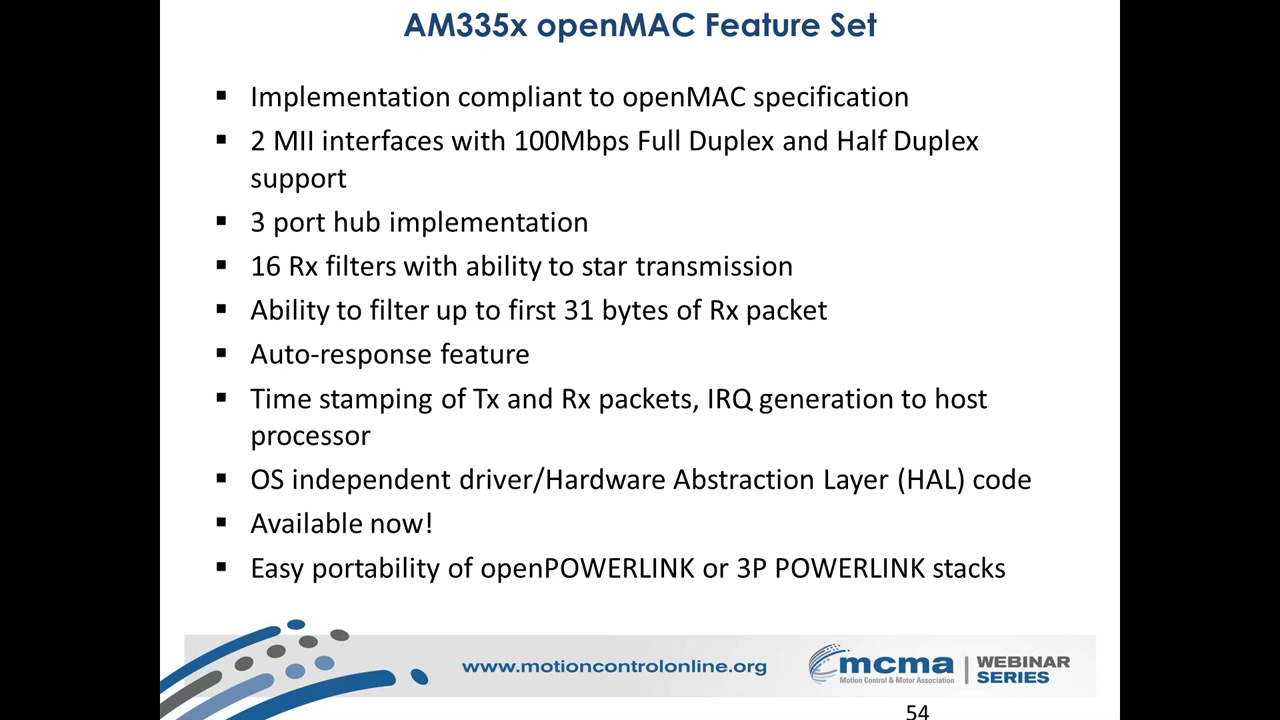 AM335x openMAC Feature Set
▪ Implementation compliant to openMAC specification
▪ 2 MII interfaces with 100Mbps Full Duplex and Half Duplex
support
▪ 3 port hub implementation
▪ 16 Rx filters with ability to star transmission
▪ Ability to filter up to first 31 bytes of Rx packet
▪ Auto-response feature
▪ Time stamping of Tx and Rx packets, IRQ generation to host
processor
▪ OS independent driver/Hardware Abstraction Layer (HAL) code
▪ Available now!
▪ Easy portability of openPOWERLINK or 3P POWERLINK stacks
www.motioncontrolonline.org
mcma
Motion Control & Motor Association
WEBINAR
SERIES
54